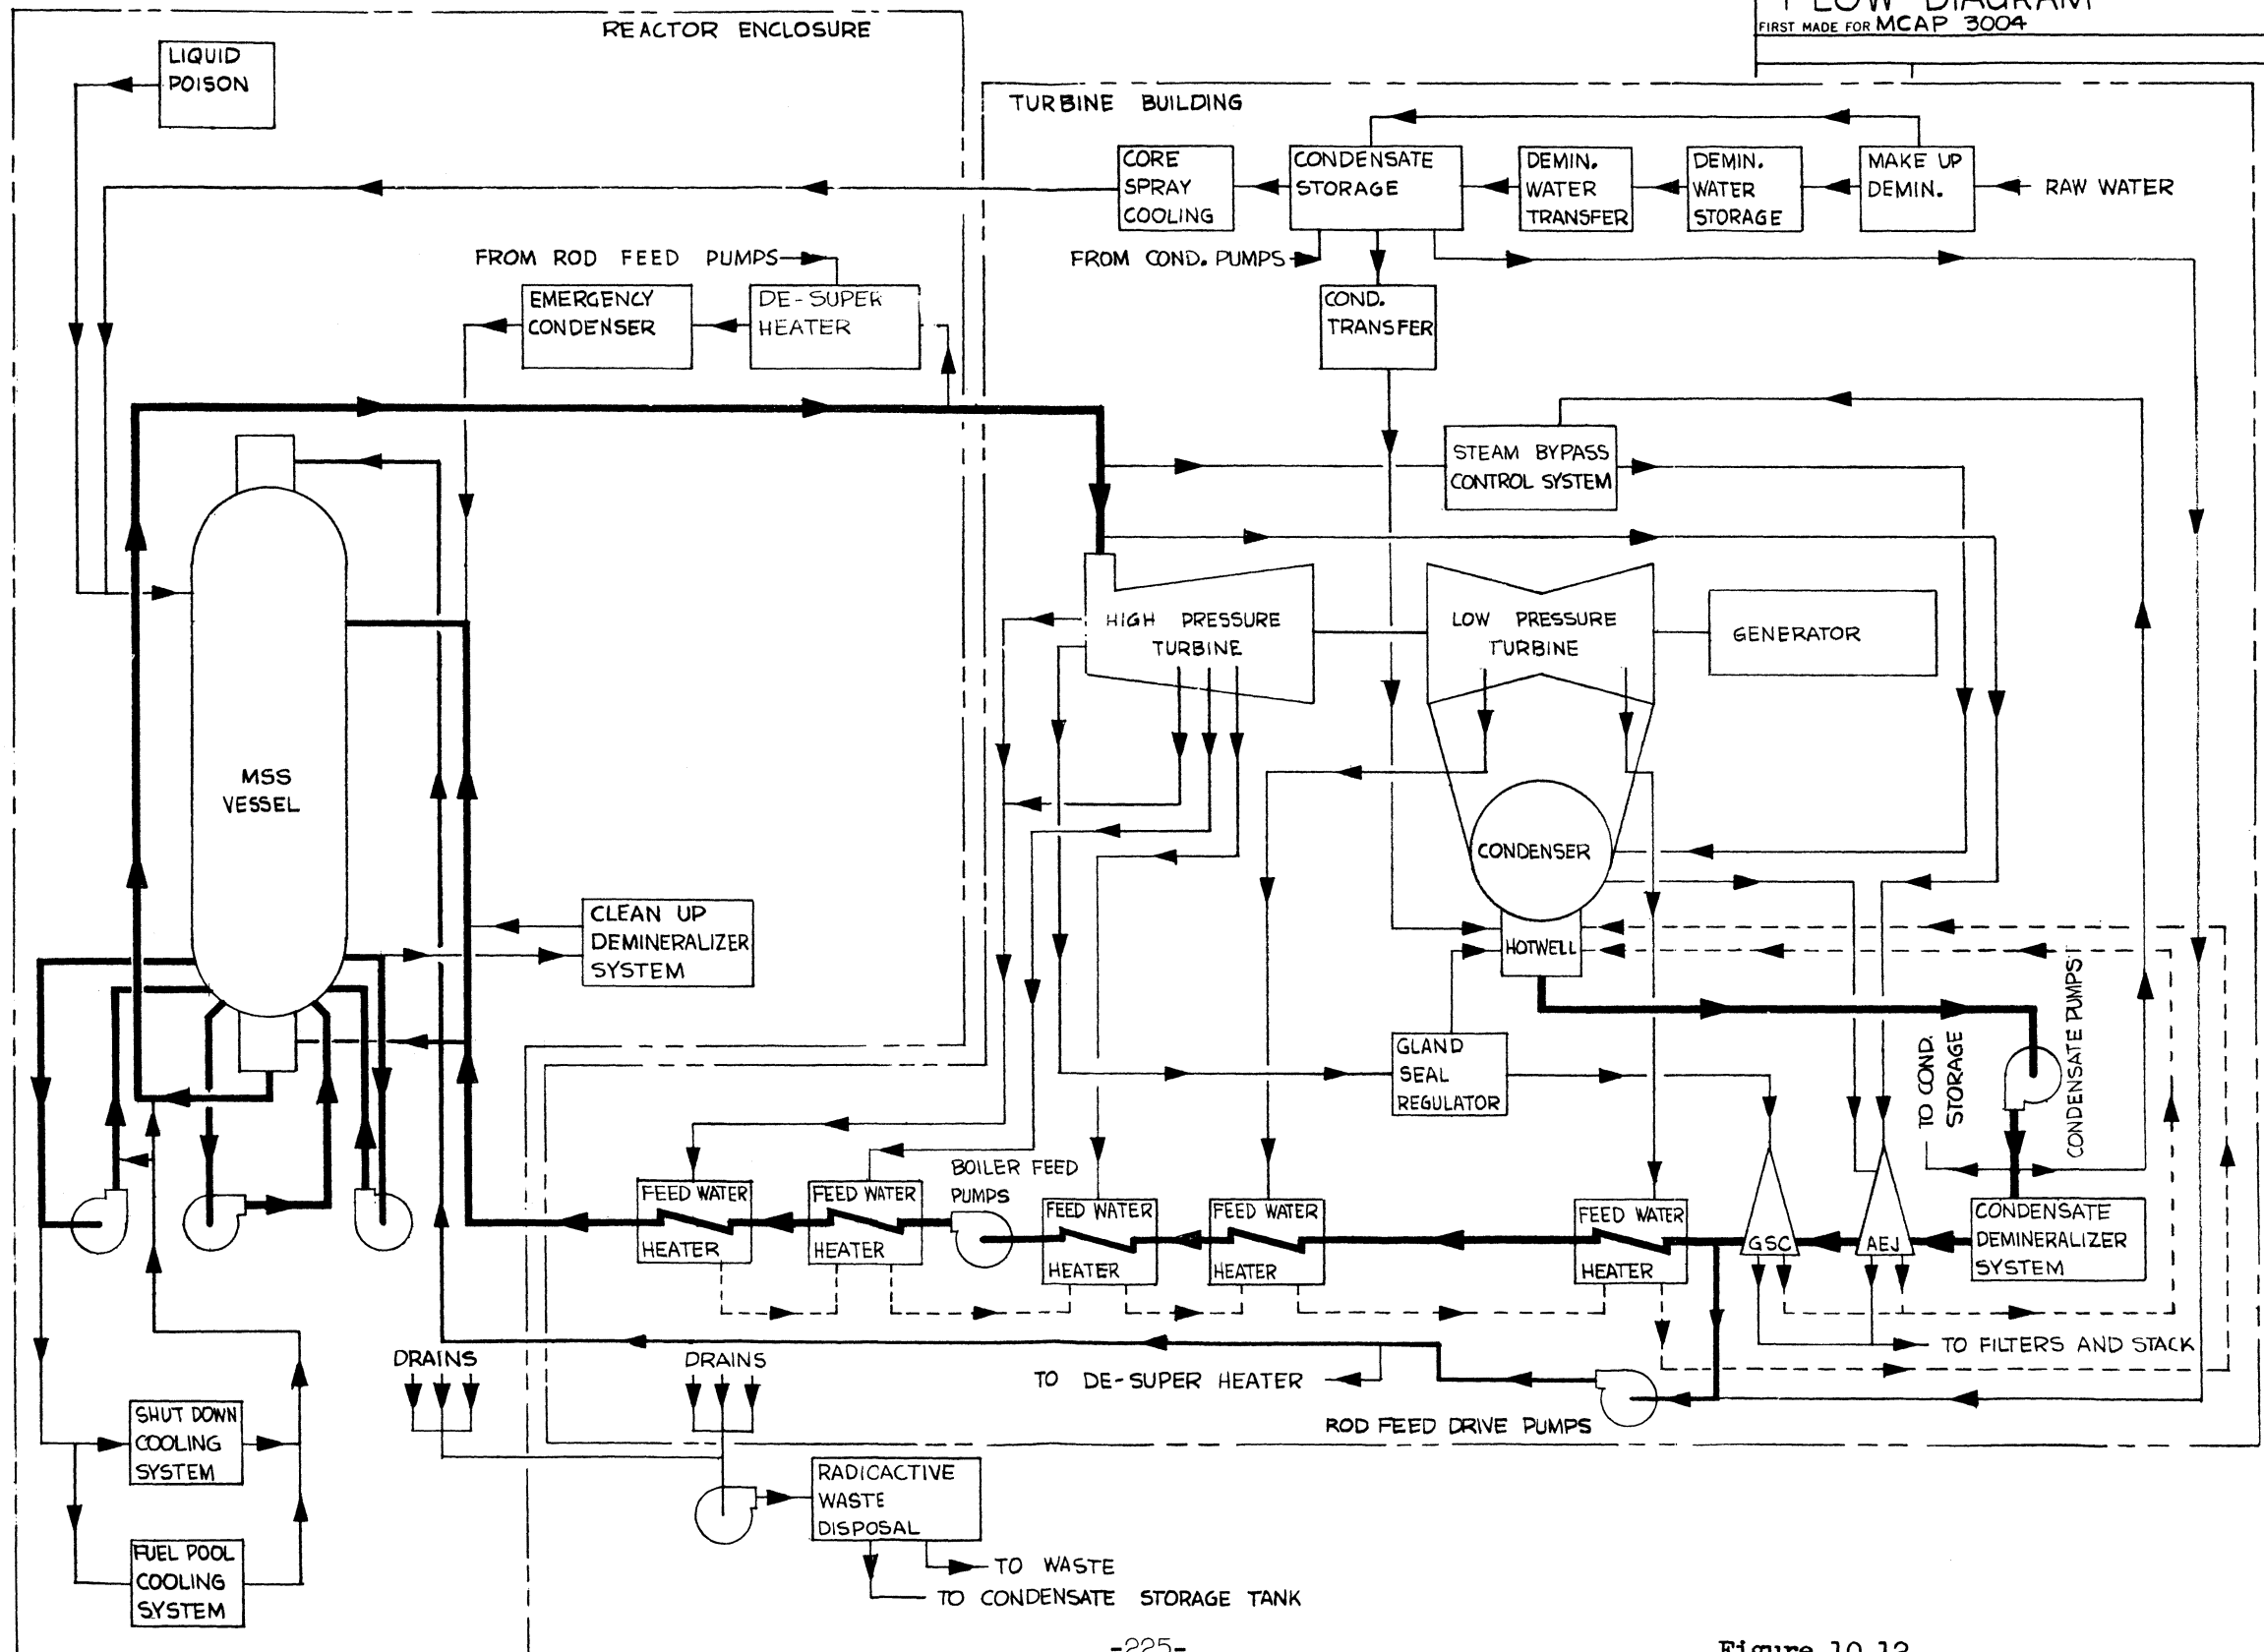 FLOW DIAGRAM
FIRST MADE FOR MCAP 3004
REACTOR ENCLOSURE
LIQUID
POISON
TURBINE BUILDING
CORE
SPRAY
COOLING
CONDENSATE
STORAGE
DEMIN.
WATER
TRANSFER
DEMIN.
WATER
STORAGE
MAKE UP
DEMIN.
RAW WATER
FROM ROD FEED PUMPS
FROM COND. PUMPS
EMERGENCY
CONDENSER
DE-SUPER
HEATER
COND.
TRANSFER
STEAM BYPASS
CONTROL SYSTEM
HIGH PRESSURE
TURBINE
LOW PRESSURE
TURBINE
GENERATOR
MSS
VESSEL
CONDENSER
HOTWELL
CLEAN UP
DEMINERALIZER
SYSTEM
GLAND
SEAL
REGULATOR
TO COND.
STORAGE
CONDENSATE PUMPS
BOILER FEED
PUMPS
FEED WATER
HEATER
FEED WATER
HEATER
FEED WATER
HEATER
FEED WATER
HEATER
FEED WATER
HEATER
GSC
AEJ
CONDENSATE
DEMINERALIZER
SYSTEM
TO FILTERS AND STACK
DRAINS
DRAINS
TO DE-SUPER HEATER
ROD FEED DRIVE PUMPS
SHUT DOWN
COOLING
SYSTEM
RADICACTIVE
WASTE
DISPOSAL
FUEL POOL
COOLING
SYSTEM
TO WASTE
TO CONDENSATE STORAGE TANK
-225-
Figure 10.12